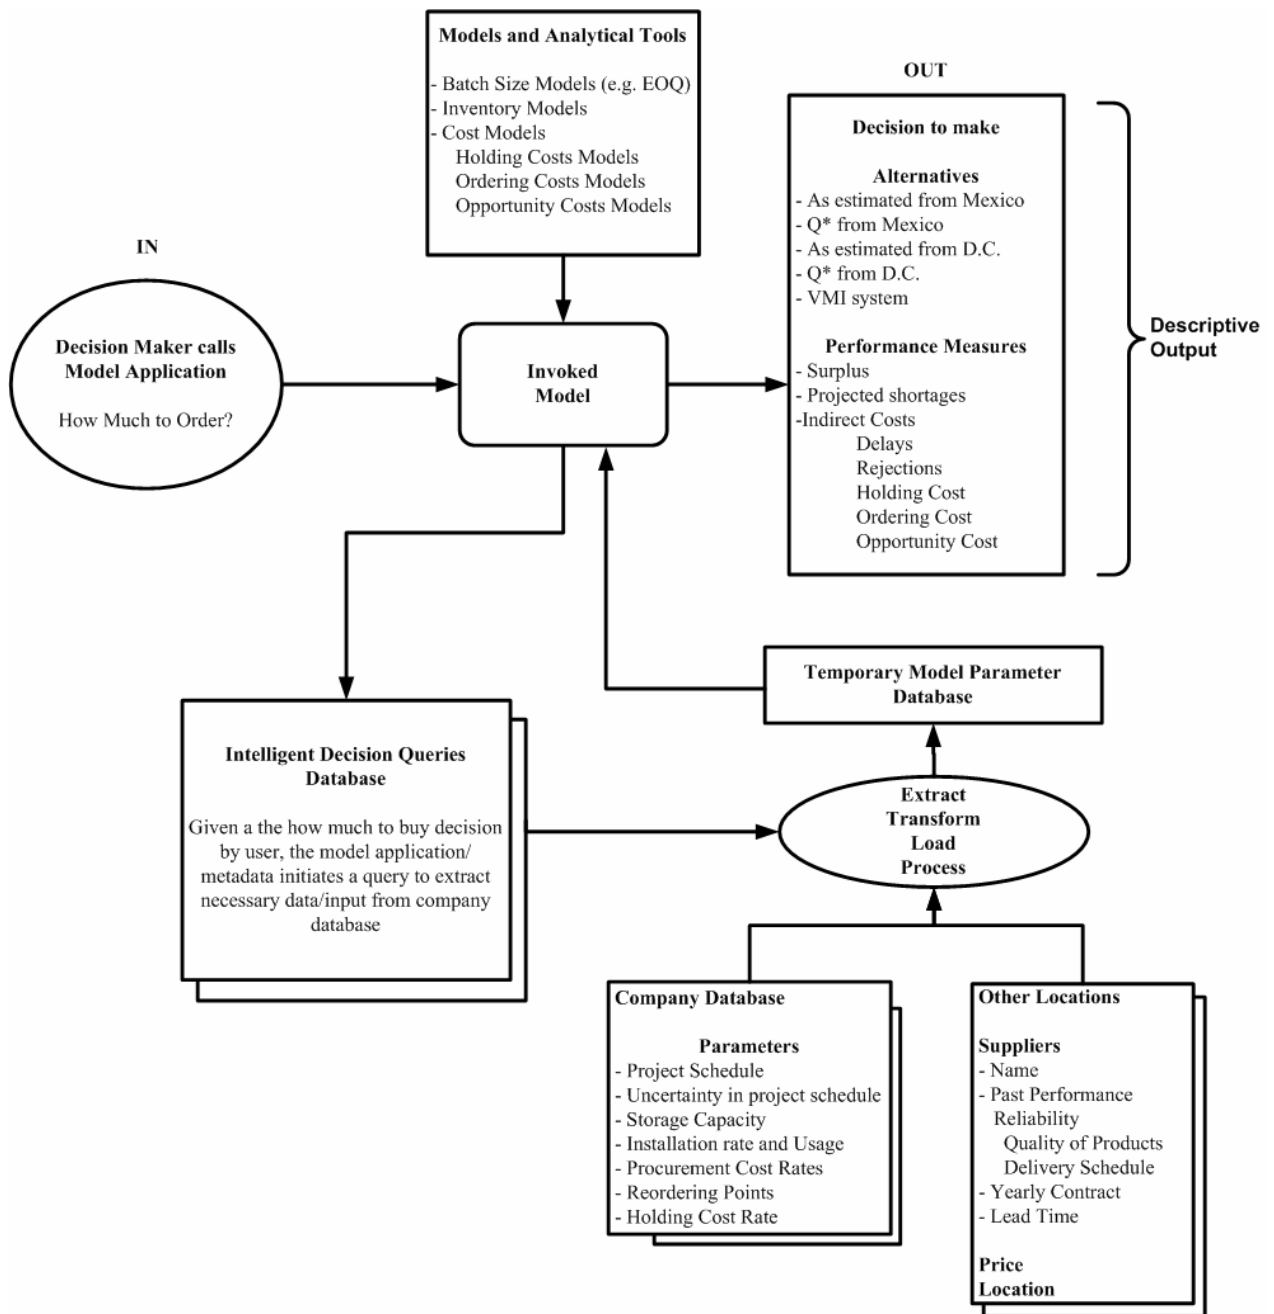 Models and Analytical Tools
- Batch Size Models (e.g. EOQ)
- Inventory Models
- Cost Models
Holding Costs Models
Ordering Costs Models
Opportunity Costs Models
OUT
Decision to make
Alternatives
- As estimated from Mexico
- Q* from Mexico
- As estimated from D.C.
- Q* from D.C.
- VMI system
Performance Measures
- Surplus
- Projected shortages
-Indirect Costs
Delays
Rejections
Holding Cost
Ordering Cost
Opportunity Cost
Descriptive
Output
IN
Decision Maker calls
Model Application
How Much to Order?
Invoked
Model
Temporary Model Parameter
Database
Intelligent Decision Queries
Database
Given a the how much to buy decision
by user, the model application/
metadata initiates a query to extract
necessary data/input from company
database
Extract
Transform
Load
Process
Company Database
Parameters
- Project Schedule
- Uncertainty in project schedule
- Storage Capacity
- Installation rate and Usage
- Procurement Cost Rates
- Reordering Points
- Holding Cost Rate
Other Locations
Suppliers
- Name
- Past Performance
Reliability
Quality of Products
Delivery Schedule
- Yearly Contract
- Lead Time
Price
Location